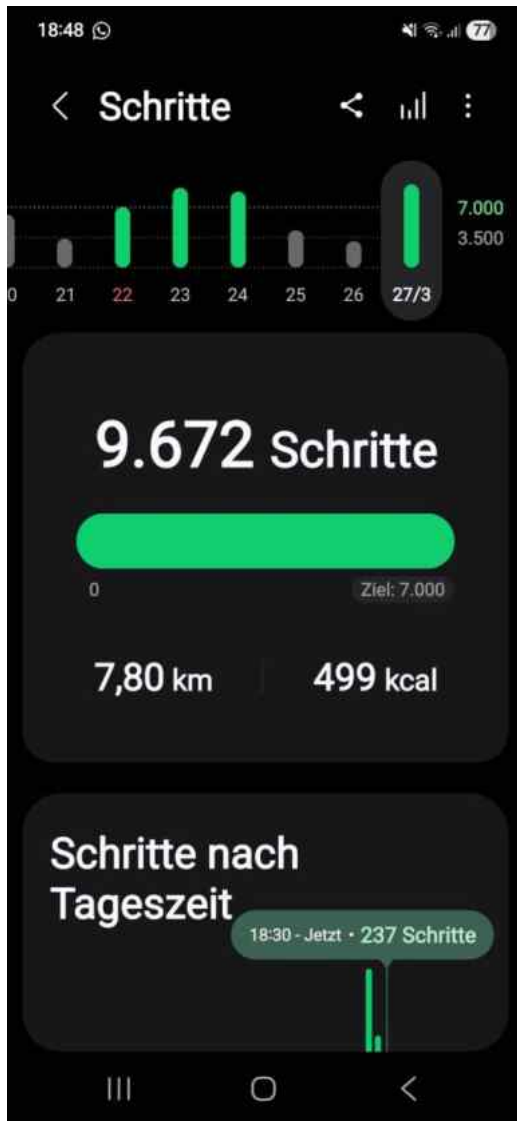 18:48
77
Schritte
7.000
3.500
0 21 22 23 24 25 26 27/3
9.672 Schritte
0 Ziel: 7.000
7,80 km 499 kcal
Schritte nach
Tageszeit
18:30 - Jetzt • 237 Schritte